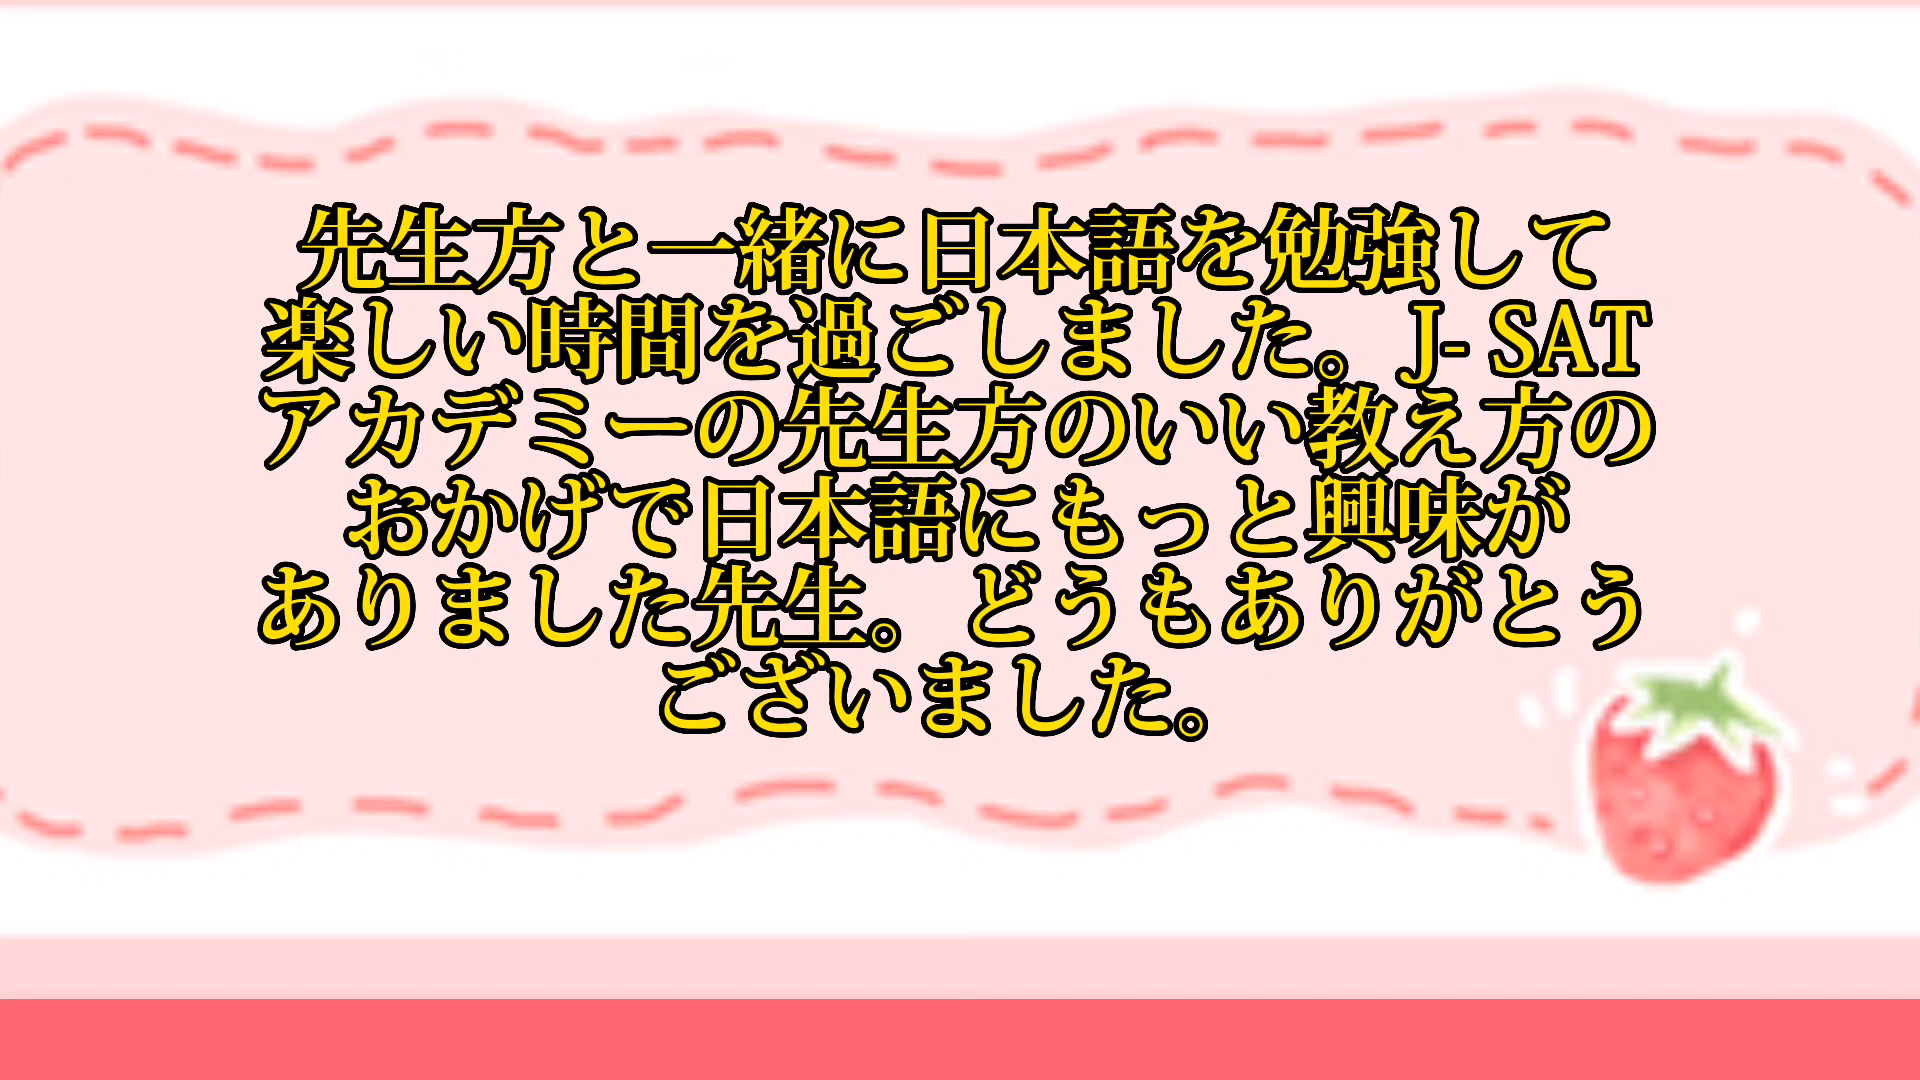 先生方と一緒に日本語を勉強して
楽しい時間を過ごしました。J- SAT
アカデミーの先生方のいい教え方の
おかげで日本語にもっと興味が
ありました先生。どうもありがとう
ございました。